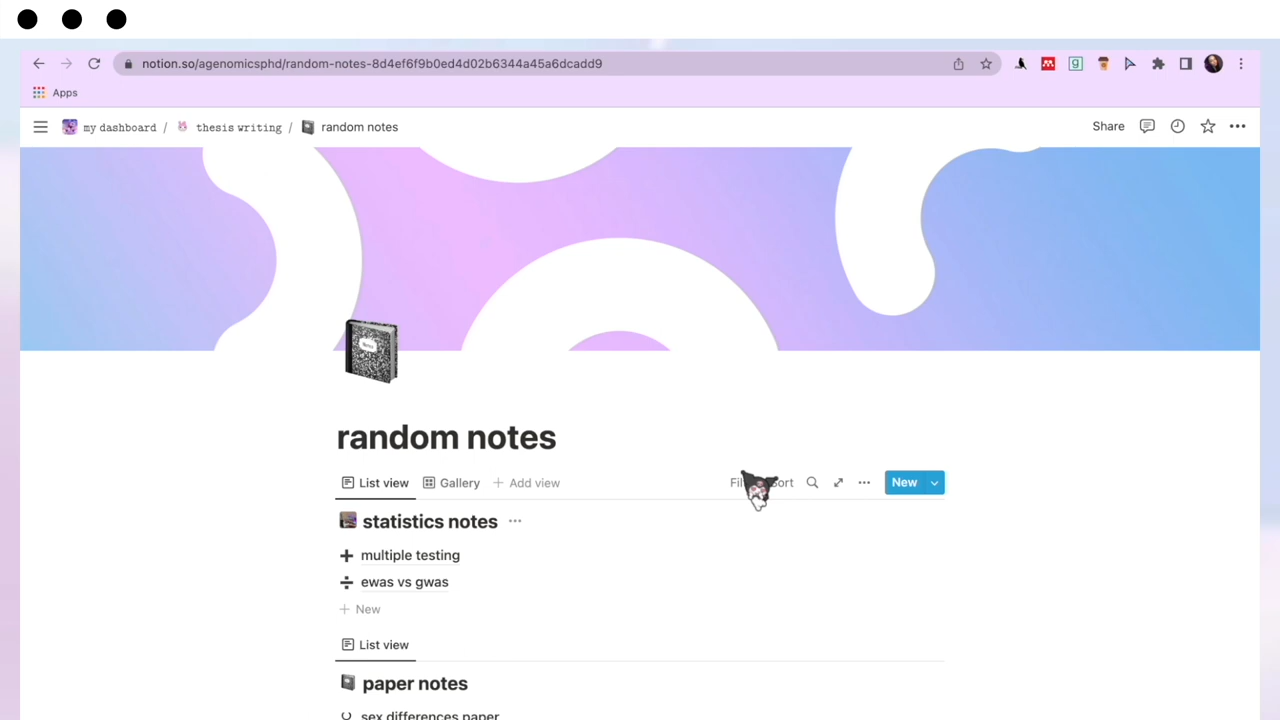 notion.so/agenomicsphd/random-notes-8d4ef6f9b0ed4d02b6344a45a6dcadd9
Apps
my dashboard / thesis writing / random notes
Share
random notes
List view Gallery + Add view
New
statistics notes
multiple testing
ewas vs gwas
+ New
List view
paper notes
sex differences paper